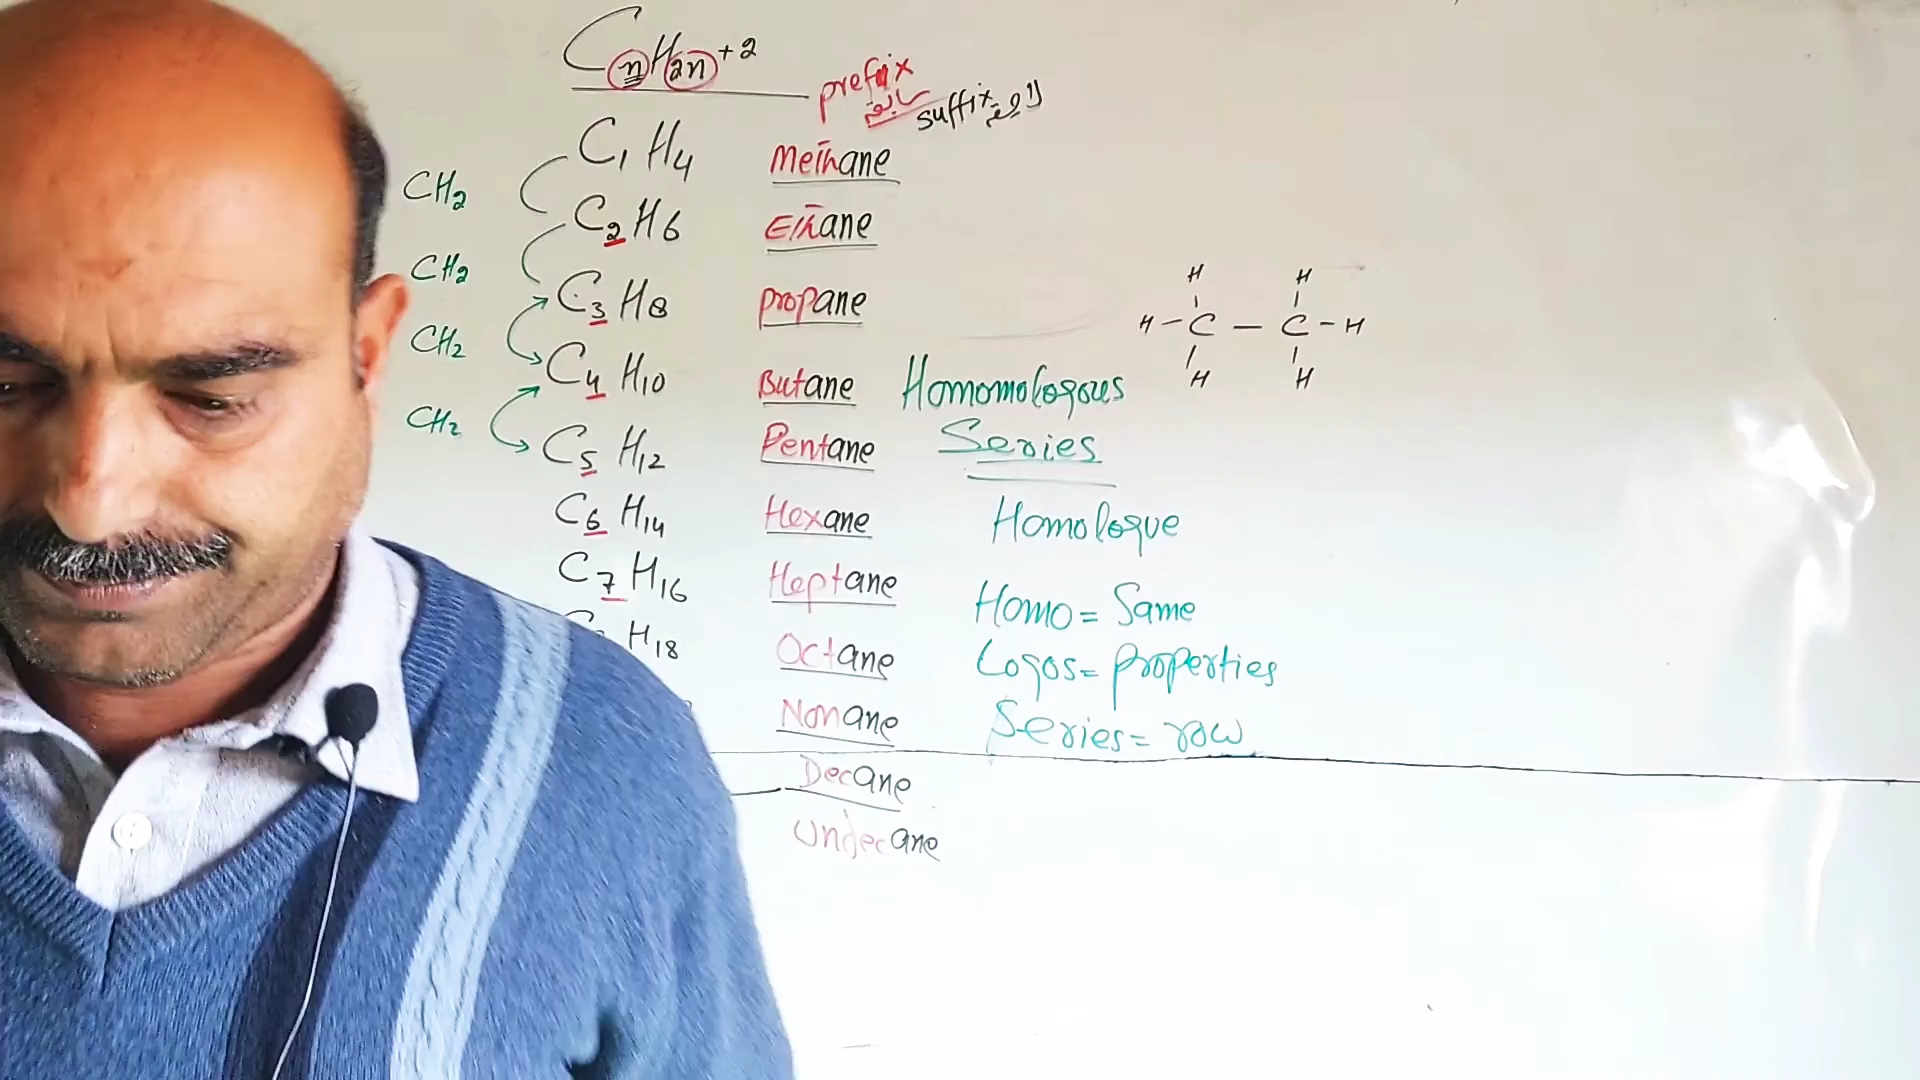 CnH2n+2
prefix سابقہ suffix لاحقہ
C1H4 Methane
CH2
C2H6 Ethane
CH2
C3H8 propane
CH2
C4H10 Butane
CH2
C5H12 Pentane
C6H14 Hexane
C7H16 Heptane
H18 Octane
Nonane
Decane
Undecane
H H
H-C — C-H
H H
Homomologous
Series
Homologue
Homo = Same
Logos = properties
Series = row